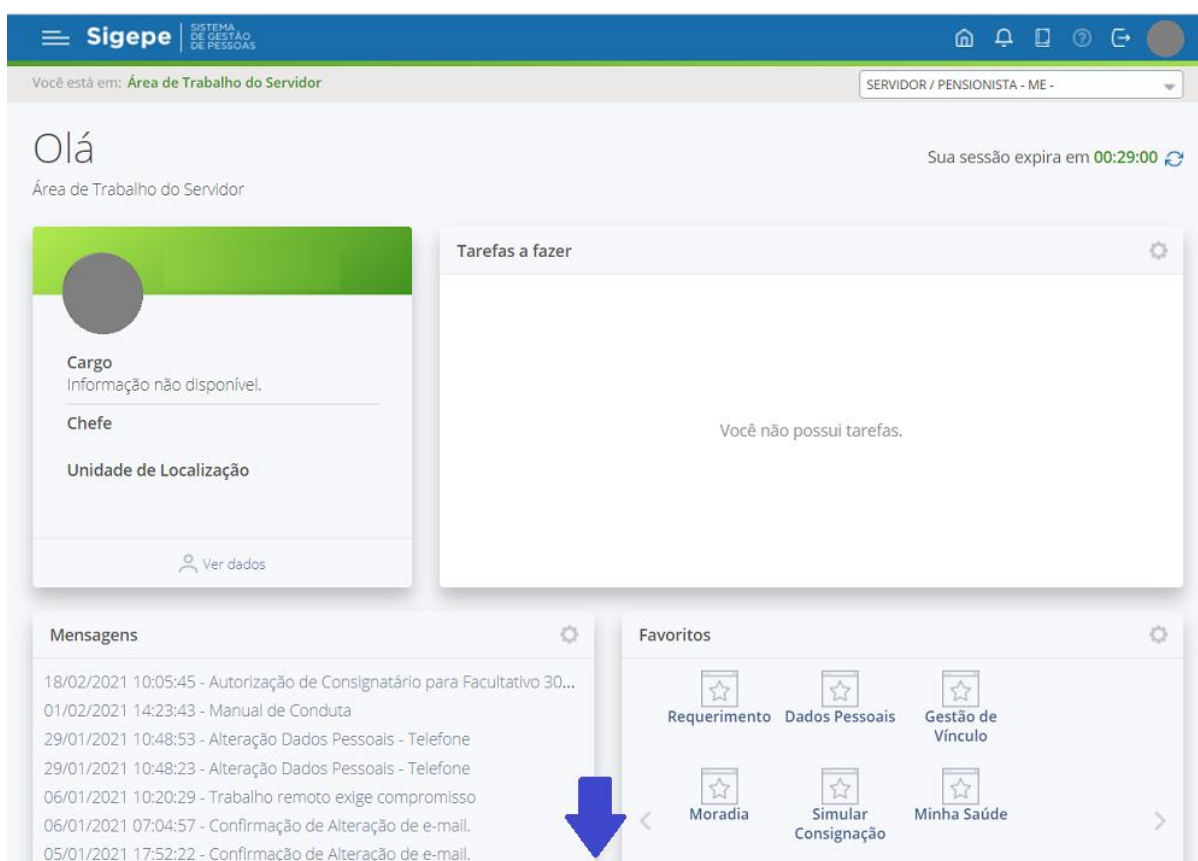 Sigepe
SISTEMA
DE GESTÃO
DE PESSOAS
Você está em: Área de Trabalho do Servidor
SERVIDOR / PENSIONISTA - ME -
Olá
Sua sessão expira em 00:29:00
Área de Trabalho do Servidor
Tarefas a fazer
Cargo
Informação não disponível.
Chefe
Você não possui tarefas.
Unidade de Localização
Ver dados
Mensagens
18/02/2021 10:05:45 - Autorização de Consignatário para Facultativo 30...
01/02/2021 14:23:43 - Manual de Conduta
29/01/2021 10:48:53 - Alteração Dados Pessoais - Telefone
29/01/2021 10:48:23 - Alteração Dados Pessoais - Telefone
06/01/2021 10:20:29 - Trabalho remoto exige compromisso
06/01/2021 07:04:57 - Confirmação de Alteração de e-mail.
05/01/2021 17:52:22 - Confirmação de Alteração de e-mail.
Favoritos
Requerimento
Dados Pessoais
Gestão de
Vínculo
Moradia
Simular
Consignação
Minha Saúde